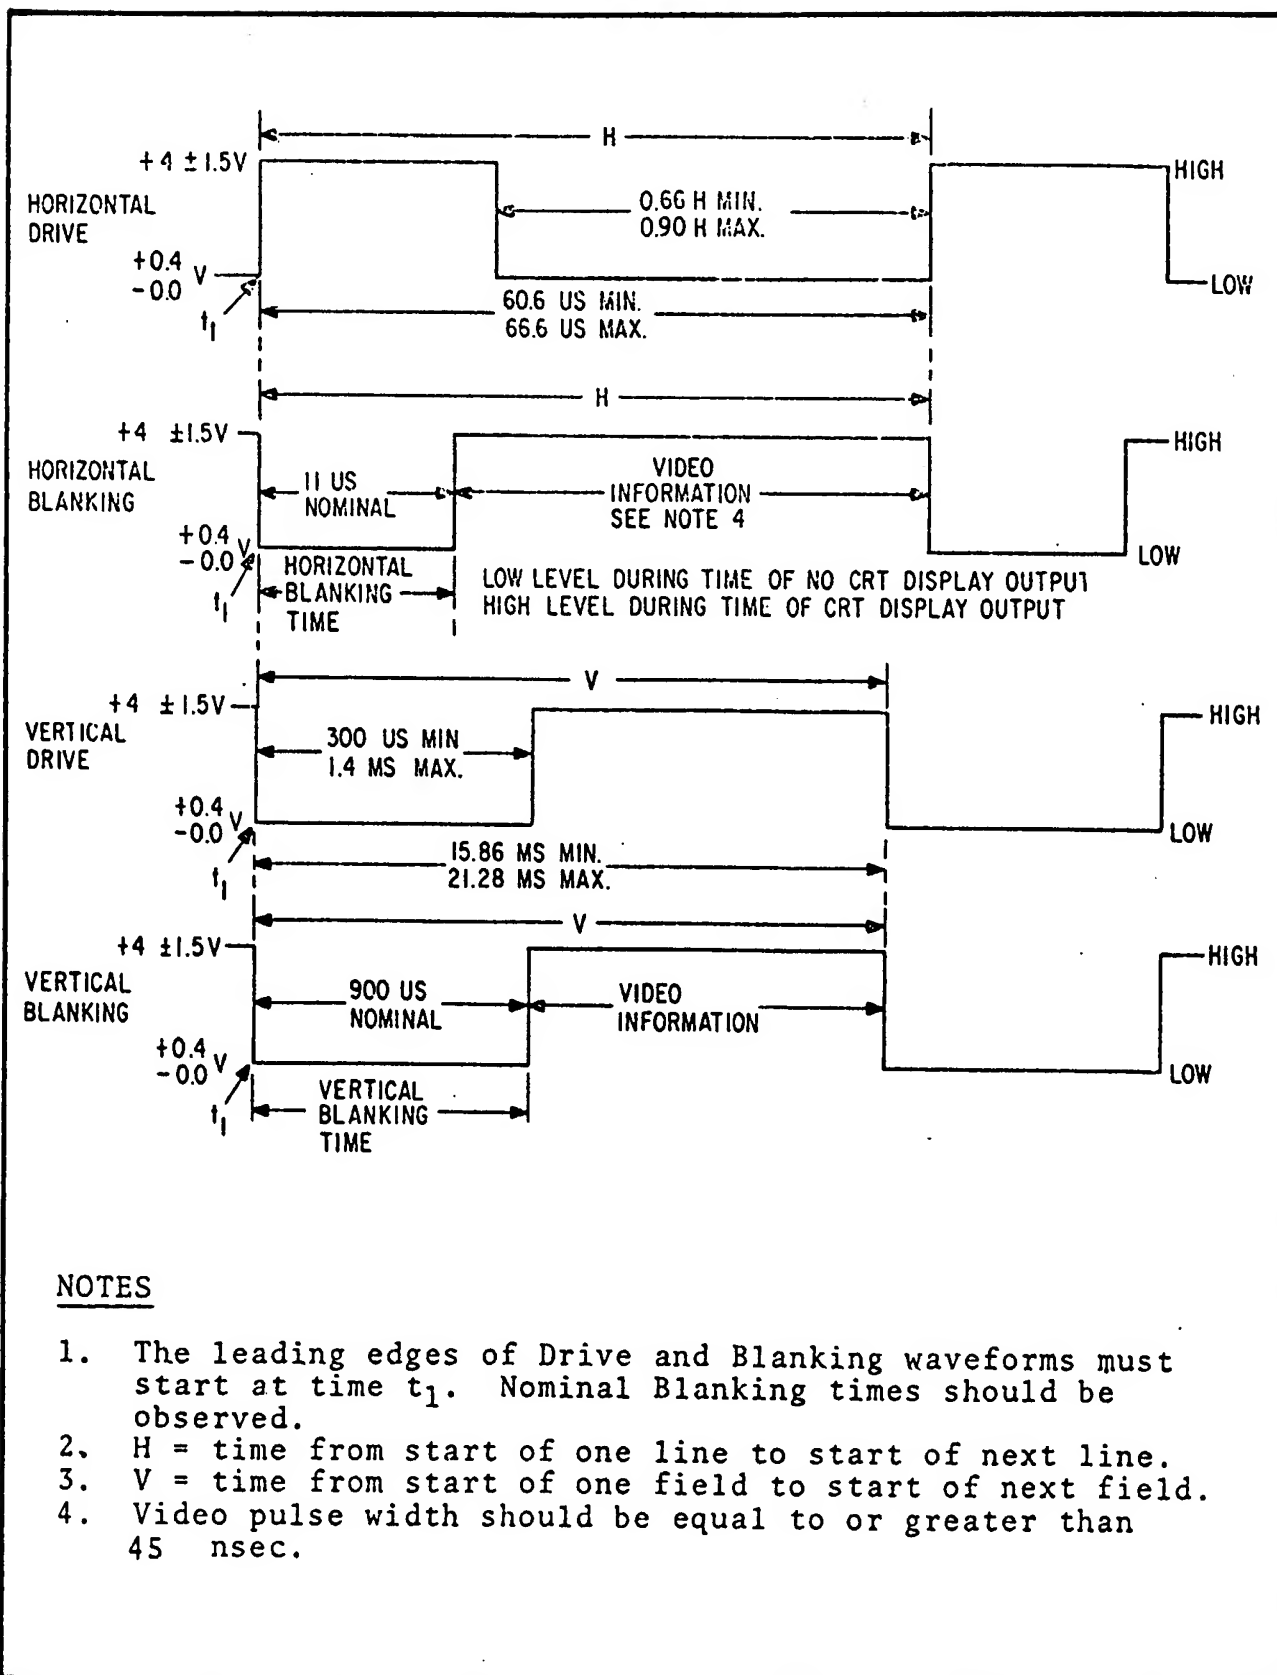 H
+4 ±1.5V
HIGH
HORIZONTAL
DRIVE
0.66 H MIN.
0.90 H MAX.
+0.4
-0.0 V
LOW
t1
60.6 US MIN.
66.6 US MAX.
H
+4 ±1.5V
HIGH
HORIZONTAL
BLANKING
11 US
NOMINAL
VIDEO
INFORMATION
SEE NOTE 4
+0.4
-0.0 V
LOW
t1
HORIZONTAL
BLANKING
TIME
LOW LEVEL DURING TIME OF NO CRT DISPLAY OUTPUT
HIGH LEVEL DURING TIME OF CRT DISPLAY OUTPUT
V
+4 ±1.5V
HIGH
VERTICAL
DRIVE
300 US MIN
1.4 MS MAX.
+0.4
-0.0 V
LOW
t1
15.86 MS MIN.
21.28 MS MAX.
V
+4 ±1.5V
HIGH
VERTICAL
BLANKING
900 US
NOMINAL
VIDEO
INFORMATION
+0.4
-0.0 V
LOW
t1
VERTICAL
BLANKING
TIME
NOTES
1. The leading edges of Drive and Blanking waveforms must
start at time t1. Nominal Blanking times should be
observed.
2. H = time from start of one line to start of next line.
3. V = time from start of one field to start of next field.
4. Video pulse width should be equal to or greater than
45 nsec.